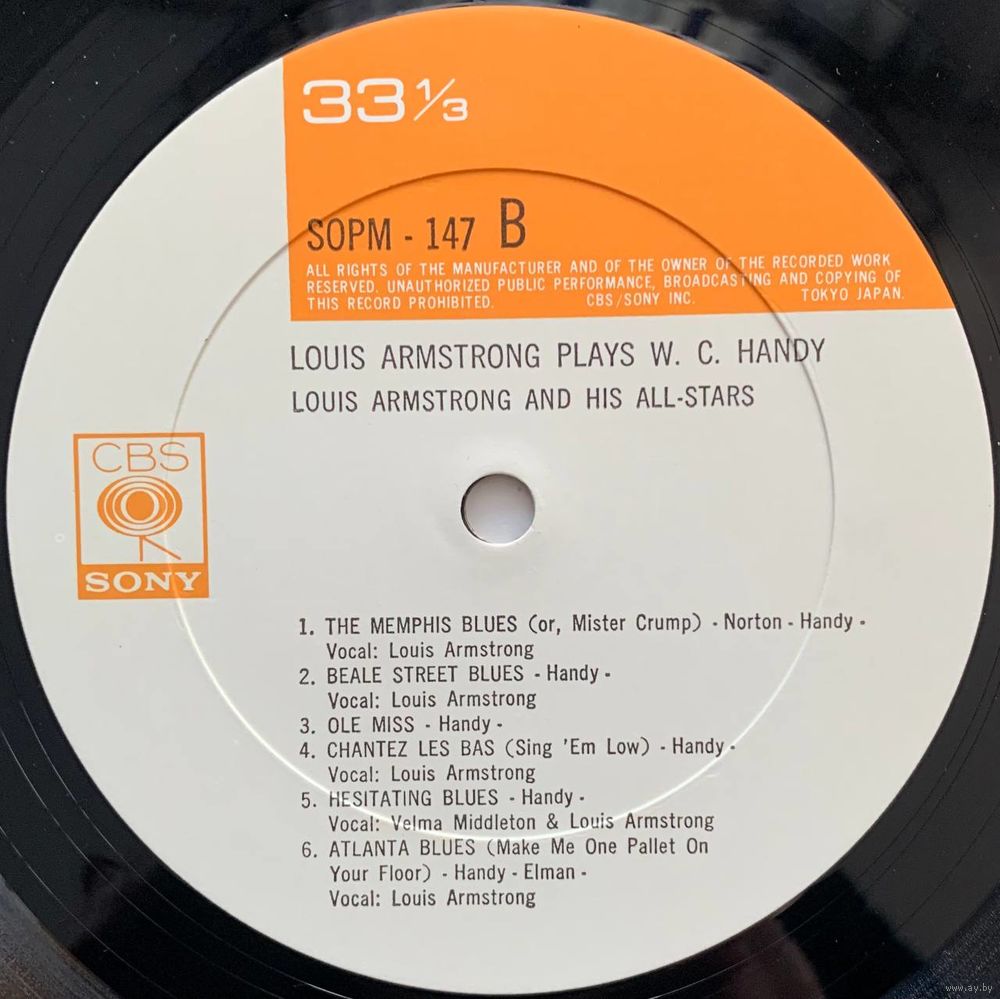 33 1/3
SOPM - 147 B
ALL RIGHTS OF THE MANUFACTURER AND OF THE OWNER OF THE RECORDED WORK
RESERVED. UNAUTHORIZED PUBLIC PERFORMANCE, BROADCASTING AND COPYING OF
THIS RECORD PROHIBITED. CBS/SONY INC. TOKYO JAPAN.
LOUIS ARMSTRONG PLAYS W. C. HANDY
LOUIS ARMSTRONG AND HIS ALL-STARS
CBS
SONY
1. THE MEMPHIS BLUES (or, Mister Crump) - Norton - Handy -
Vocal: Louis Armstrong
2. BEALE STREET BLUES - Handy -
Vocal: Louis Armstrong
3. OLE MISS - Handy -
4. CHANTEZ LES BAS (Sing 'Em Low) - Handy -
Vocal: Louis Armstrong
5. HESITATING BLUES - Handy -
Vocal: Velma Middleton & Louis Armstrong
6. ATLANTA BLUES (Make Me One Pallet On
Your Floor) - Handy - Elman -
Vocal: Louis Armstrong
www.ay.by